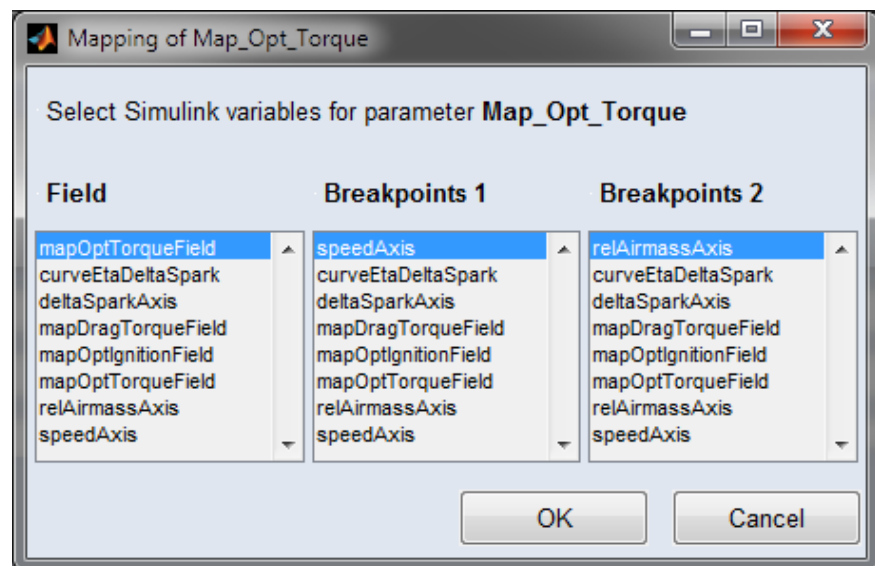 Mapping of Map_Opt_Torque
Select Simulink variables for parameter Map_Opt_Torque
Field
mapOptTorqueField
curveEtaDeltaSpark
deltaSparkAxis
mapDragTorqueField
mapOptIgnitionField
mapOptTorqueField
relAirmassAxis
speedAxis
Breakpoints 1
speedAxis
curveEtaDeltaSpark
deltaSparkAxis
mapDragTorqueField
mapOptIgnitionField
mapOptTorqueField
relAirmassAxis
speedAxis
Breakpoints 2
relAirmassAxis
curveEtaDeltaSpark
deltaSparkAxis
mapDragTorqueField
mapOptIgnitionField
mapOptTorqueField
relAirmassAxis
speedAxis
OK
Cancel